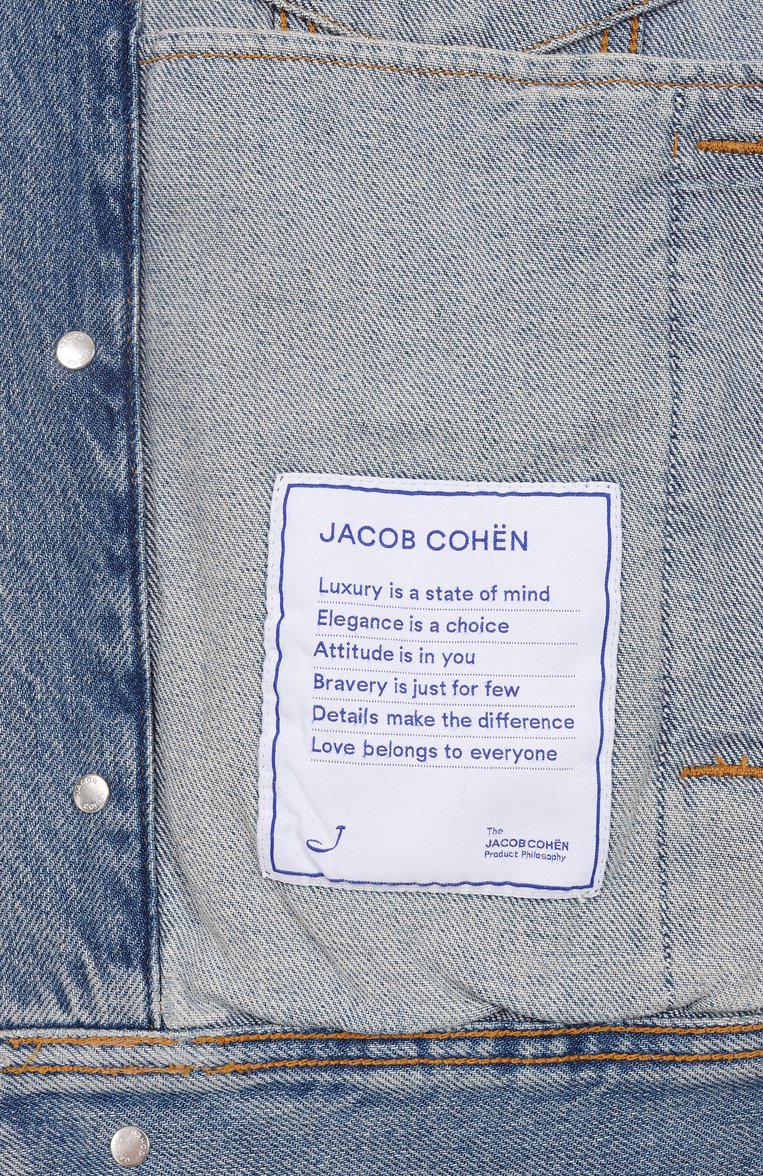 JACOB COHËN
Luxury is a state of mind
Elegance is a choice
Attitude is in you
Bravery is just for few
Details make the difference
Love belongs to everyone
The
JACOB COHËN
Product Philosophy